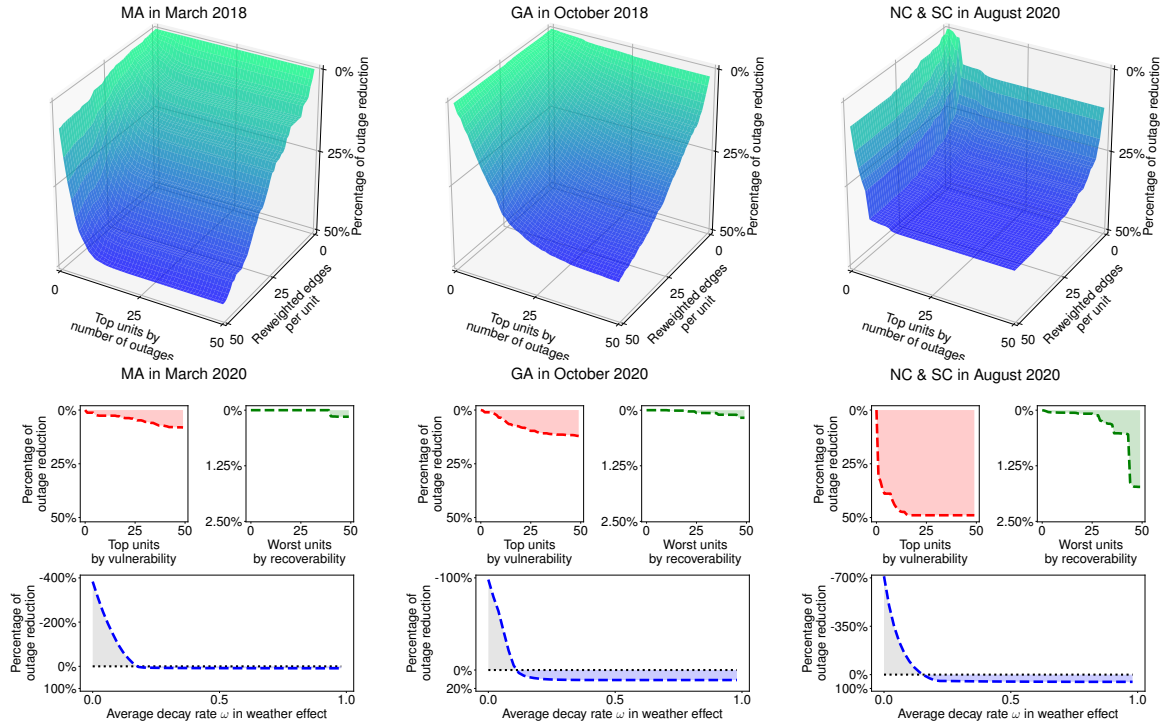 MA in March 2018
0%
25%
50%
Percentage of outage reduction
0
25
50
Reweighted edges
per unit
0
25
50
Top units by
number of outages
GA in October 2018
0%
25%
50%
Percentage of outage reduction
0
25
50
Reweighted edges
per unit
0
25
50
Top units by
number of outages
NC & SC in August 2020
0%
25%
50%
Percentage of outage reduction
0
25
50
Reweighted edges
per unit
0
25
50
Top units by
number of outages
MA in March 2020
Percentage of
outage reduction
0%
25%
50%
0 25 50
Top units
by vulnerability
0%
1.25%
2.50%
0 25 50
Worst units
by recoverability
GA in October 2020
Percentage of
outage reduction
0%
25%
50%
0 25 50
Top units
by vulnerability
0%
1.25%
2.50%
0 25 50
Worst units
by recoverability
NC & SC in August 2020
Percentage of
outage reduction
0%
25%
50%
0 25 50
Top units
by vulnerability
0%
1.25%
2.50%
0 25 50
Worst units
by recoverability
Percentage of
outage reduction
-400%
-200%
0%
100%
0.0 0.5 1.0
Average decay rate ω in weather effect
Percentage of
outage reduction
-100%
0%
20%
0.0 0.5 1.0
Average decay rate ω in weather effect
Percentage of
outage reduction
-700%
-350%
0%
100%
0.0 0.5 1.0
Average decay rate ω in weather effect